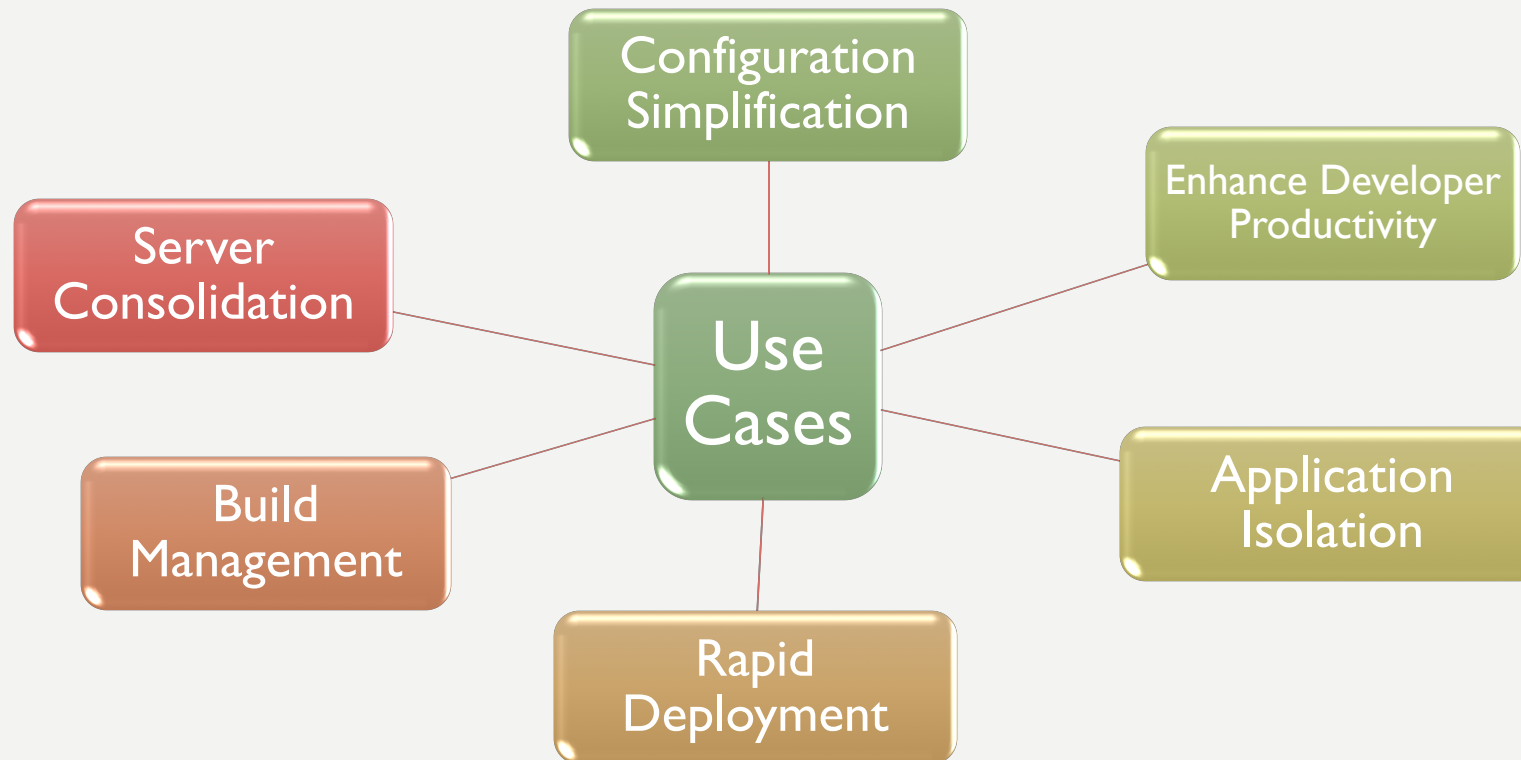 Configuration
Simplification
Enhance Developer
Productivity
Server
Consolidation
Use
Cases
Application
Isolation
Build
Management
Rapid
Deployment